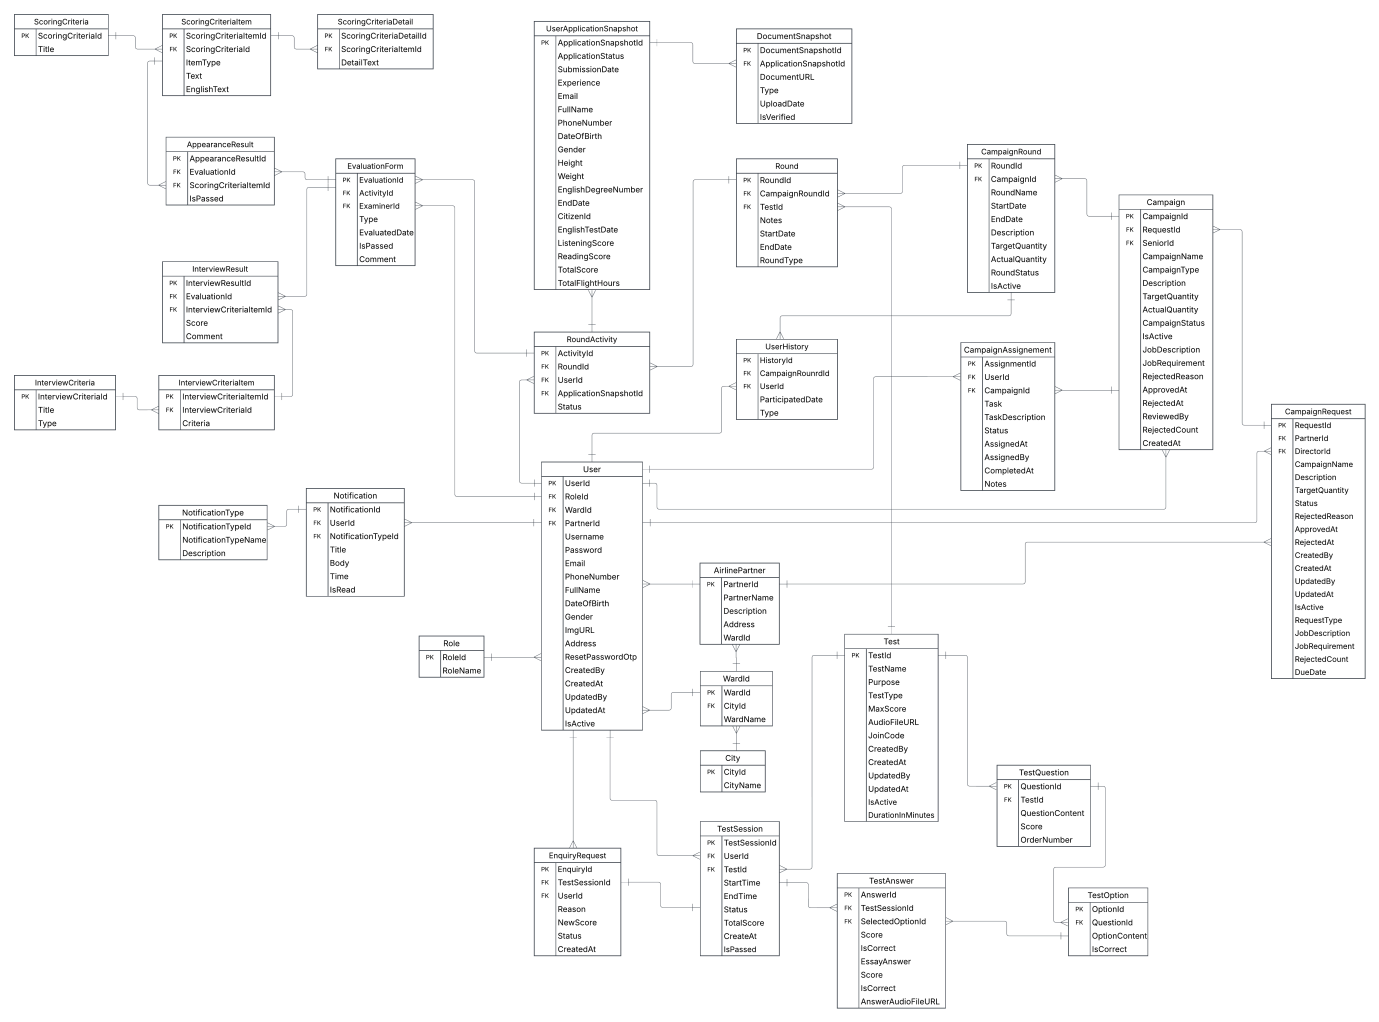 ScoringCriteria
PK ScoringCriteriaId
Title
ScoringCriteriaItem
PK ScoringCriteriaItemId
FK ScoringCriteriaId
ItemType
Text
EnglishText
ScoringCriteriaDetail
PK ScoringCriteriaDetailId
FK ScoringCriteriaItemId
DetailText
UserApplicationSnapshot
PK ApplicationSnapshotId
ApplicationStatus
SubmissionDate
Experience
Email
FullName
PhoneNumber
DateOfBirth
Gender
Height
Weight
EnglishDegreeNumber
EndDate
CitizenId
EnglishTestDate
ListeningScore
ReadingScore
TotalScore
TotalFlightHours
DocumentSnapshot
PK DocumentSnapshotId
FK ApplicationSnapshotId
DocumentURL
Type
UploadDate
IsVerified
AppearanceResult
PK AppearanceResultId
FK EvaluationId
FK ScoringCriteriaItemId
IsPassed
EvaluationForm
PK EvaluationId
FK ActivityId
FK ExaminerId
Type
EvaluatedDate
IsPassed
Comment
Round
PK RoundId
FK CampaignRoundId
FK TestId
Notes
StartDate
EndDate
RoundType
CampaignRound
PK RoundId
FK CampaignId
RoundName
StartDate
EndDate
Description
TargetQuantity
ActualQuantity
RoundStatus
IsActive
Campaign
PK CampaignId
FK RequestId
FK SeniorId
CampaignName
CampaignType
Description
TargetQuantity
ActualQuantity
CampaignStatus
IsActive
JobDescription
JobRequirement
RejectedReason
ApprovedAt
RejectedAt
ReviewedBy
RejectedCount
CreatedAt
InterviewResult
PK InterviewResultId
FK EvaluationId
FK InterviewCriteriaItemId
Score
Comment
RoundActivity
PK ActivityId
FK RoundId
FK UserId
FK ApplicationSnapshotId
Status
UserHistory
PK HistoryId
FK CampaignRounrdId
FK UserId
ParticipatedDate
Type
CampaignAssignement
PK AssignmentId
FK UserId
FK CampaignId
Task
TaskDescription
Status
AssignedAt
AssignedBy
CompletedAt
Notes
InterviewCriteria
PK InterviewCriteriaId
Title
Type
InterviewCriteriaItem
PK InterviewCriteriaItemId
FK InterviewCriteriaId
Criteria
CampaignRequest
PK RequestId
FK PartnerId
FK DirectorId
CampaignName
Description
TargetQuantity
Status
RejectedReason
ApprovedAt
RejectedAt
CreatedBy
CreatedAt
UpdatedBy
UpdatedAt
IsActive
RequestType
JobDescription
JobRequirement
RejectedCount
DueDate
User
PK UserId
FK RoleId
FK WardId
FK PartnerId
Username
Password
Email
PhoneNumber
FullName
DateOfBirth
Gender
ImgURL
Address
ResetPasswordOtp
CreatedBy
CreatedAt
UpdatedBy
UpdatedAt
IsActive
Notification
PK NotificationId
FK UserId
FK NotificationTypeId
Title
Body
Time
IsRead
NotificationType
PK NotificationTypeId
NotificationTypeName
Description
AirlinePartner
PK PartnerId
PartnerName
Description
Address
WardId
Role
PK RoleId
RoleName
WardId
PK WardId
FK CityId
WardName
City
PK CityId
CityName
Test
PK TestId
TestName
Purpose
TestType
MaxScore
AudioFileURL
JoinCode
CreatedBy
CreatedAt
UpdatedBy
UpdatedAt
IsActive
DurationInMinutes
TestQuestion
PK QuestionId
FK TestId
QuestionContent
Score
OrderNumber
TestSession
PK TestSessionId
FK UserId
FK TestId
StartTime
EndTime
Status
TotalScore
CreateAt
IsPassed
EnquiryRequest
PK EnquiryId
FK TestSessionId
FK UserId
Reason
NewScore
Status
CreatedAt
TestAnswer
PK AnswerId
FK TestSessionId
FK SelectedOptionId
Score
IsCorrect
EssayAnswer
Score
IsCorrect
AnswerAudioFileURL
TestOption
PK OptionId
FK QuestionId
OptionContent
IsCorrect